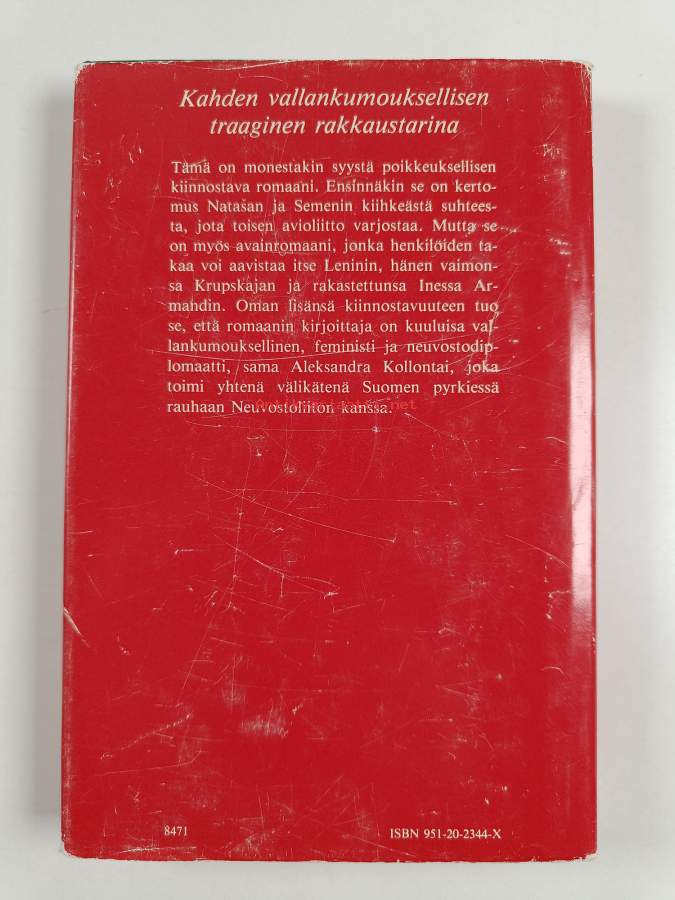 Kahden vallankumouksellisen
traaginen rakkaustarina
Tämä on monestakin syystä poikkeuksellisen
kiinnostava romaani. Ensinnäkin se on kerto-
mus Natašan ja Semenin kiihkeästä suhtees-
ta, jota toisen avioliitto varjostaa. Mutta se
on myös avainromaani, jonka henkilöiden ta-
kaa voi aavistaa itse Leninin, hänen vaimon-
sa Krupskajan ja rakastettunsa Inessa Ar-
mandin. Oman lisänsä kiinnostavuuteen tuo
se, että romaanin kirjoittaja on kuuluisa val-
lankumouksellinen, feministi ja neuvostodip-
lomaatti, sama Aleksandra Kollontai, joka
toimi yhtenä välikätenä Suomen pyrkiessä
rauhaan Neuvostoliiton kanssa.
8471
ISBN 951-20-2344-X